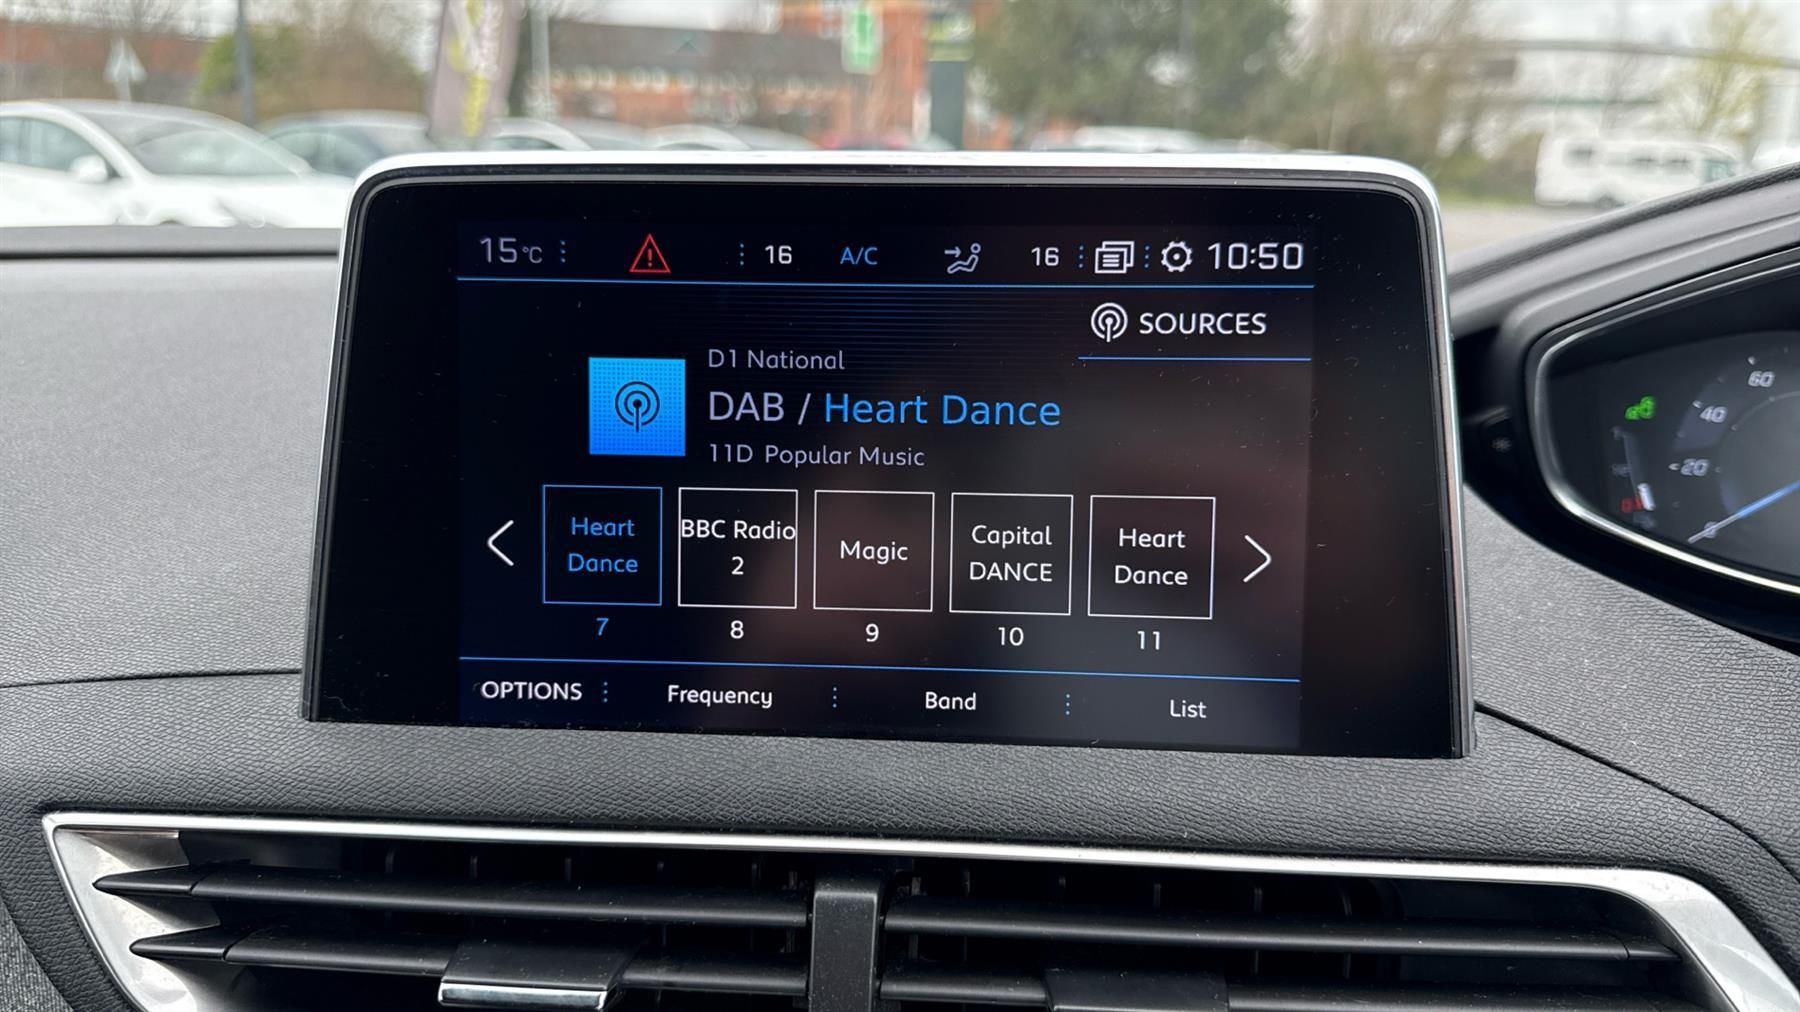 15°C 16 A/C 16 10:50
SOURCES
D1 National
DAB / Heart Dance
11D Popular Music
Heart
Dance
7
BBC Radio
2
8
Magic
9
Capital
DANCE
10
Heart
Dance
11
OPTIONS Frequency Band List
60
40
20
0